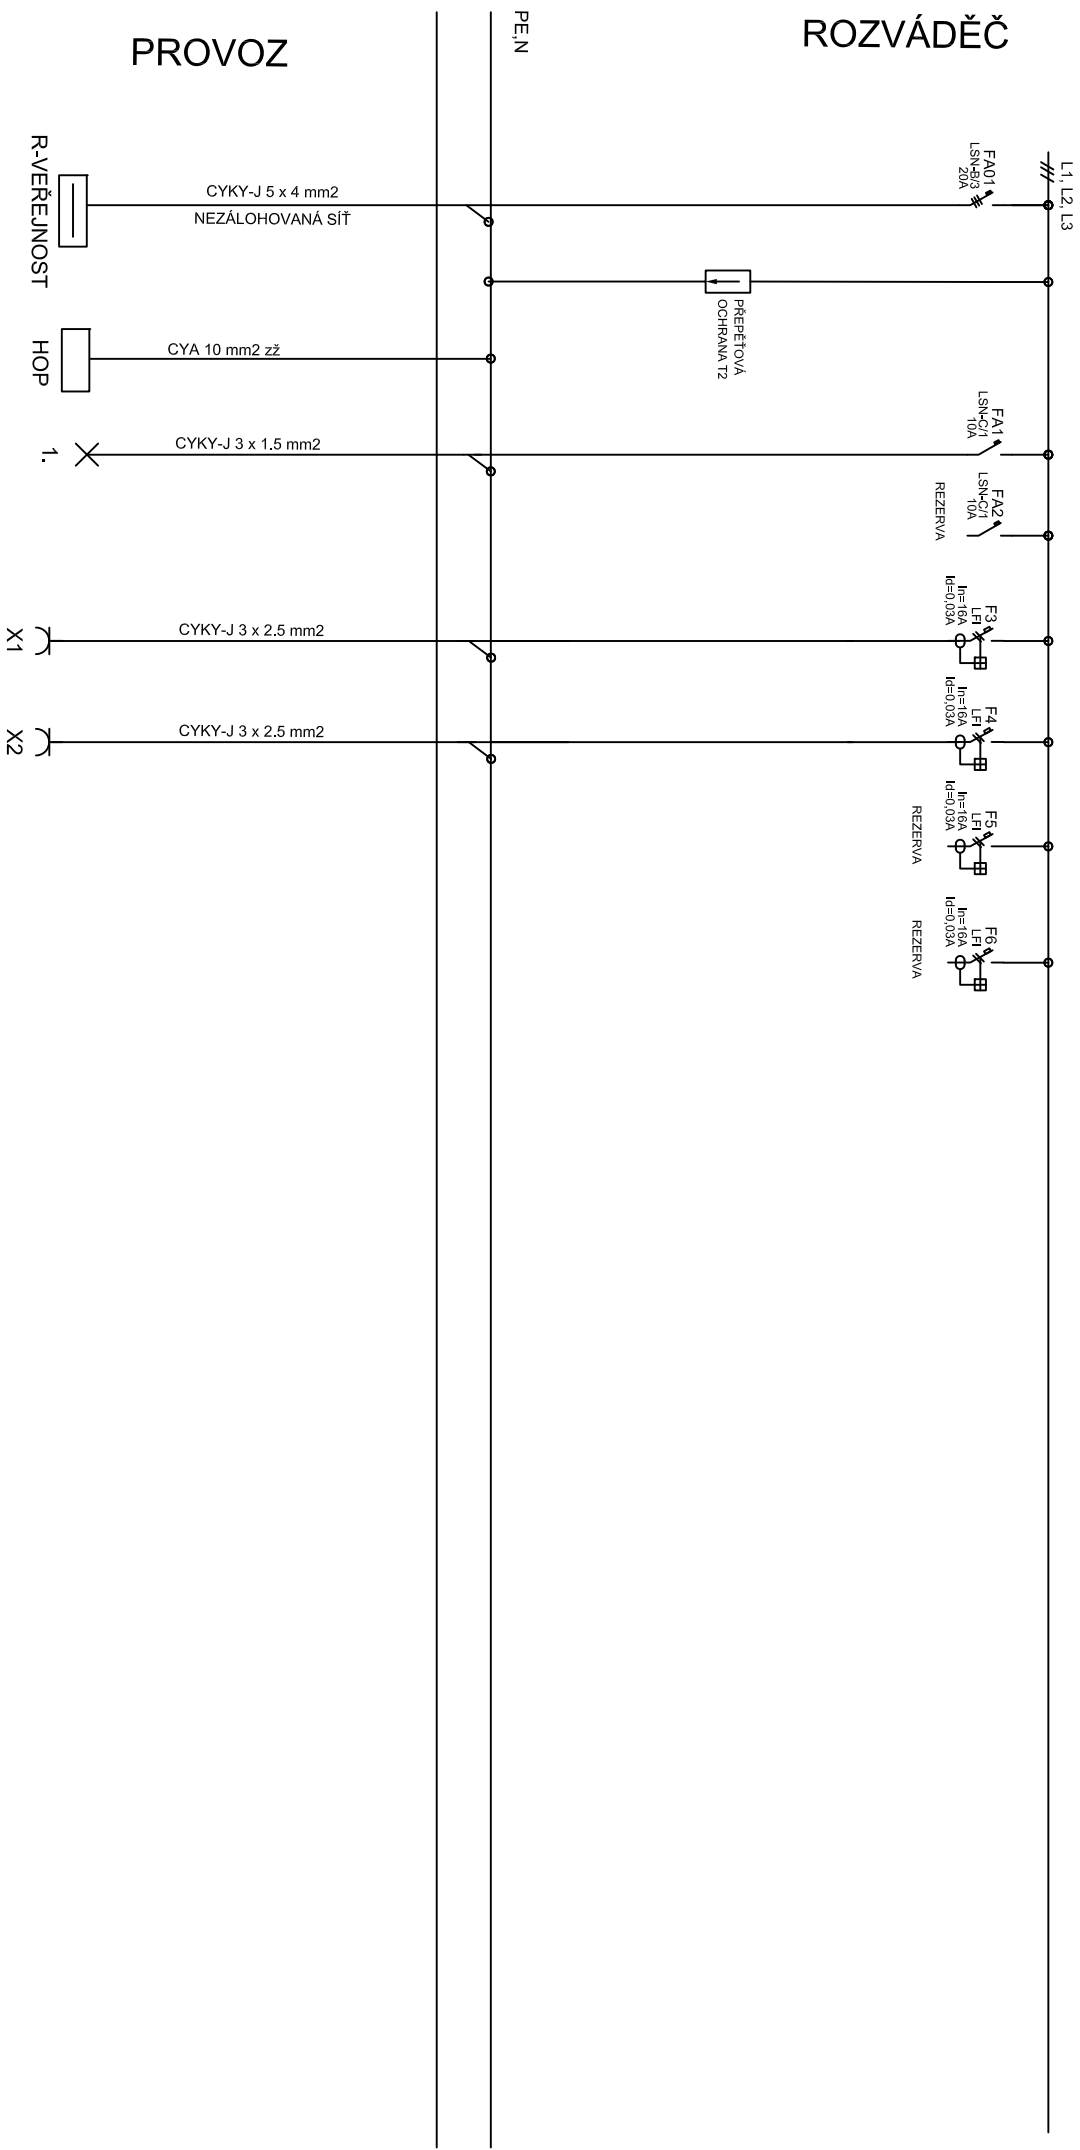 PROVOZ
PE,N
ROZVÁDĚČ
L1, L2, L3
FA01
LSN-B/3
20A
CYKY-J 5 x 4 mm2
NEZÁLOHOVANÁ SÍŤ
R-VEŘEJNOST
PŘEPĚŤOVÁ
OCHRANA T2
CYA 10 mm2 zž
HOP
FA1
LSN-C/1
10A
CYKY-J 3 x 1.5 mm2
1.
FA2
LSN-C/1
10A
REZERVA
F3
LFI
In=16A
Id=0,03A
CYKY-J 3 x 2.5 mm2
X1
F4
LFI
In=16A
Id=0,03A
CYKY-J 3 x 2.5 mm2
X2
F5
LFI
In=16A
Id=0,03A
REZERVA
F6
LFI
In=16A
Id=0,03A
REZERVA